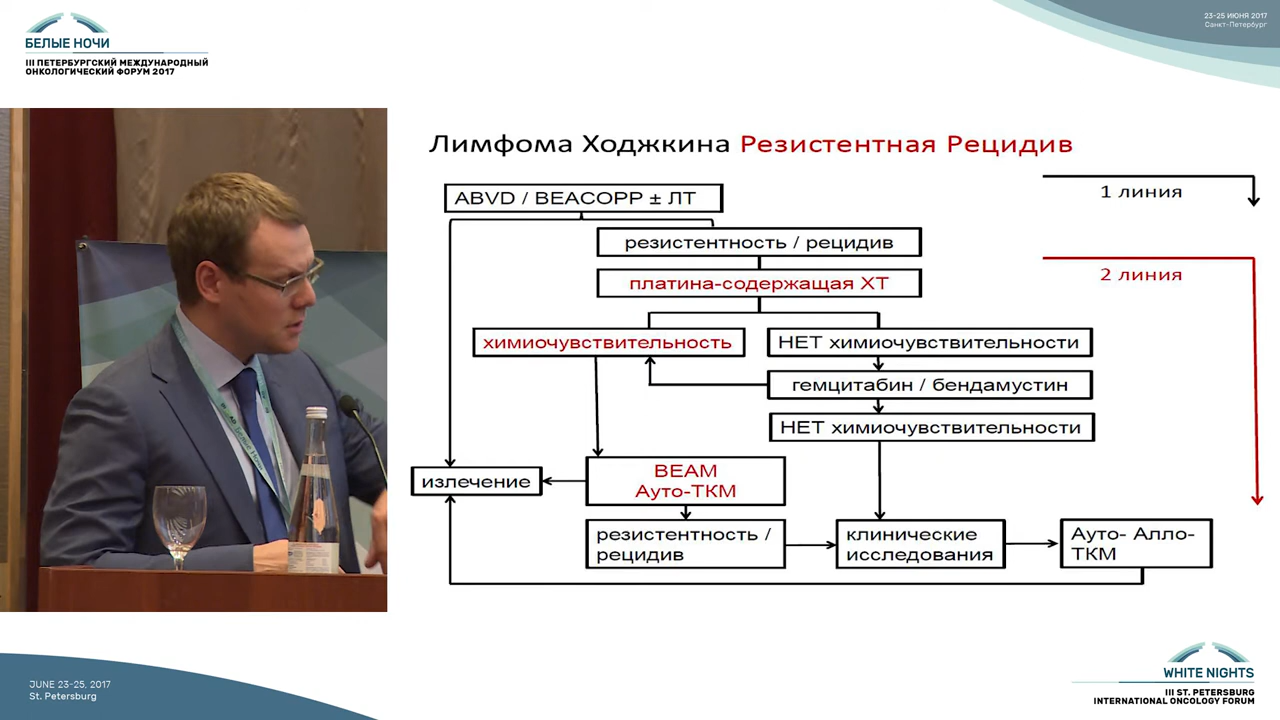 БЕЛЫЕ НОЧИ
III ПЕТЕРБУРГСКИЙ МЕЖДУНАРОДНЫЙ
ОНКОЛОГИЧЕСКИЙ ФОРУМ 2017
23-25 ИЮНЯ 2017
Санкт-Петербург
Лимфома Ходжкина Резистентная Рецидив
ABVD / BEACOPP ± ЛТ
1 линия
резистентность / рецидив
2 линия
платина-содержащая ХТ
химиочувствительность
НЕТ химиочувствительности
гемцитабин / бендамустин
НЕТ химиочувствительности
излечение
BEAM
Ауто-ТКМ
резистентность /
рецидив
клинические
исследования
Ауто- Алло-
ТКМ
JUNE 23-25, 2017
St. Petersburg
WHITE NIGHTS
III ST. PETERSBURG
INTERNATIONAL ONCOLOGY FORUM